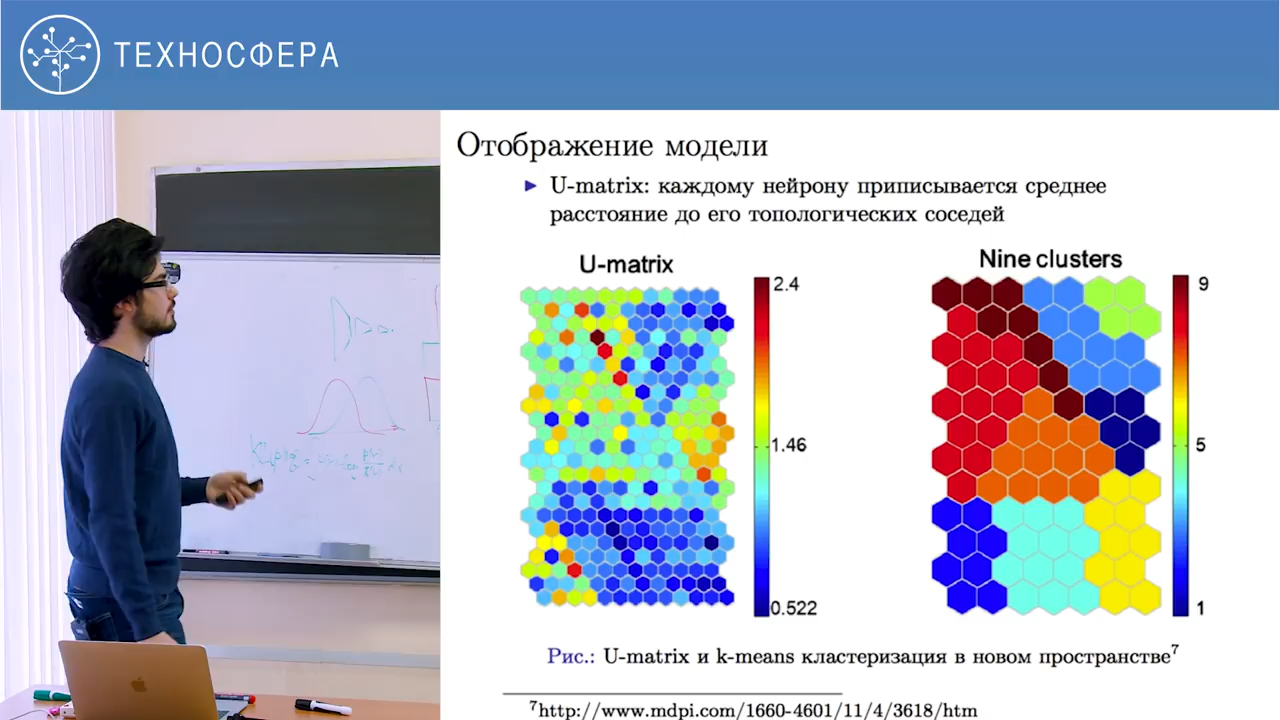 ТЕХНОСФЕРА
Отображение модели
U-matrix: каждому нейрону приписывается среднее
расстояние до его топологических соседей
U-matrix
2.4
1.46
0.522
Nine clusters
9
5
1
Рис.: U-matrix и k-means кластеризация в новом пространстве7
7http://www.mdpi.com/1660-4601/11/4/3618/htm